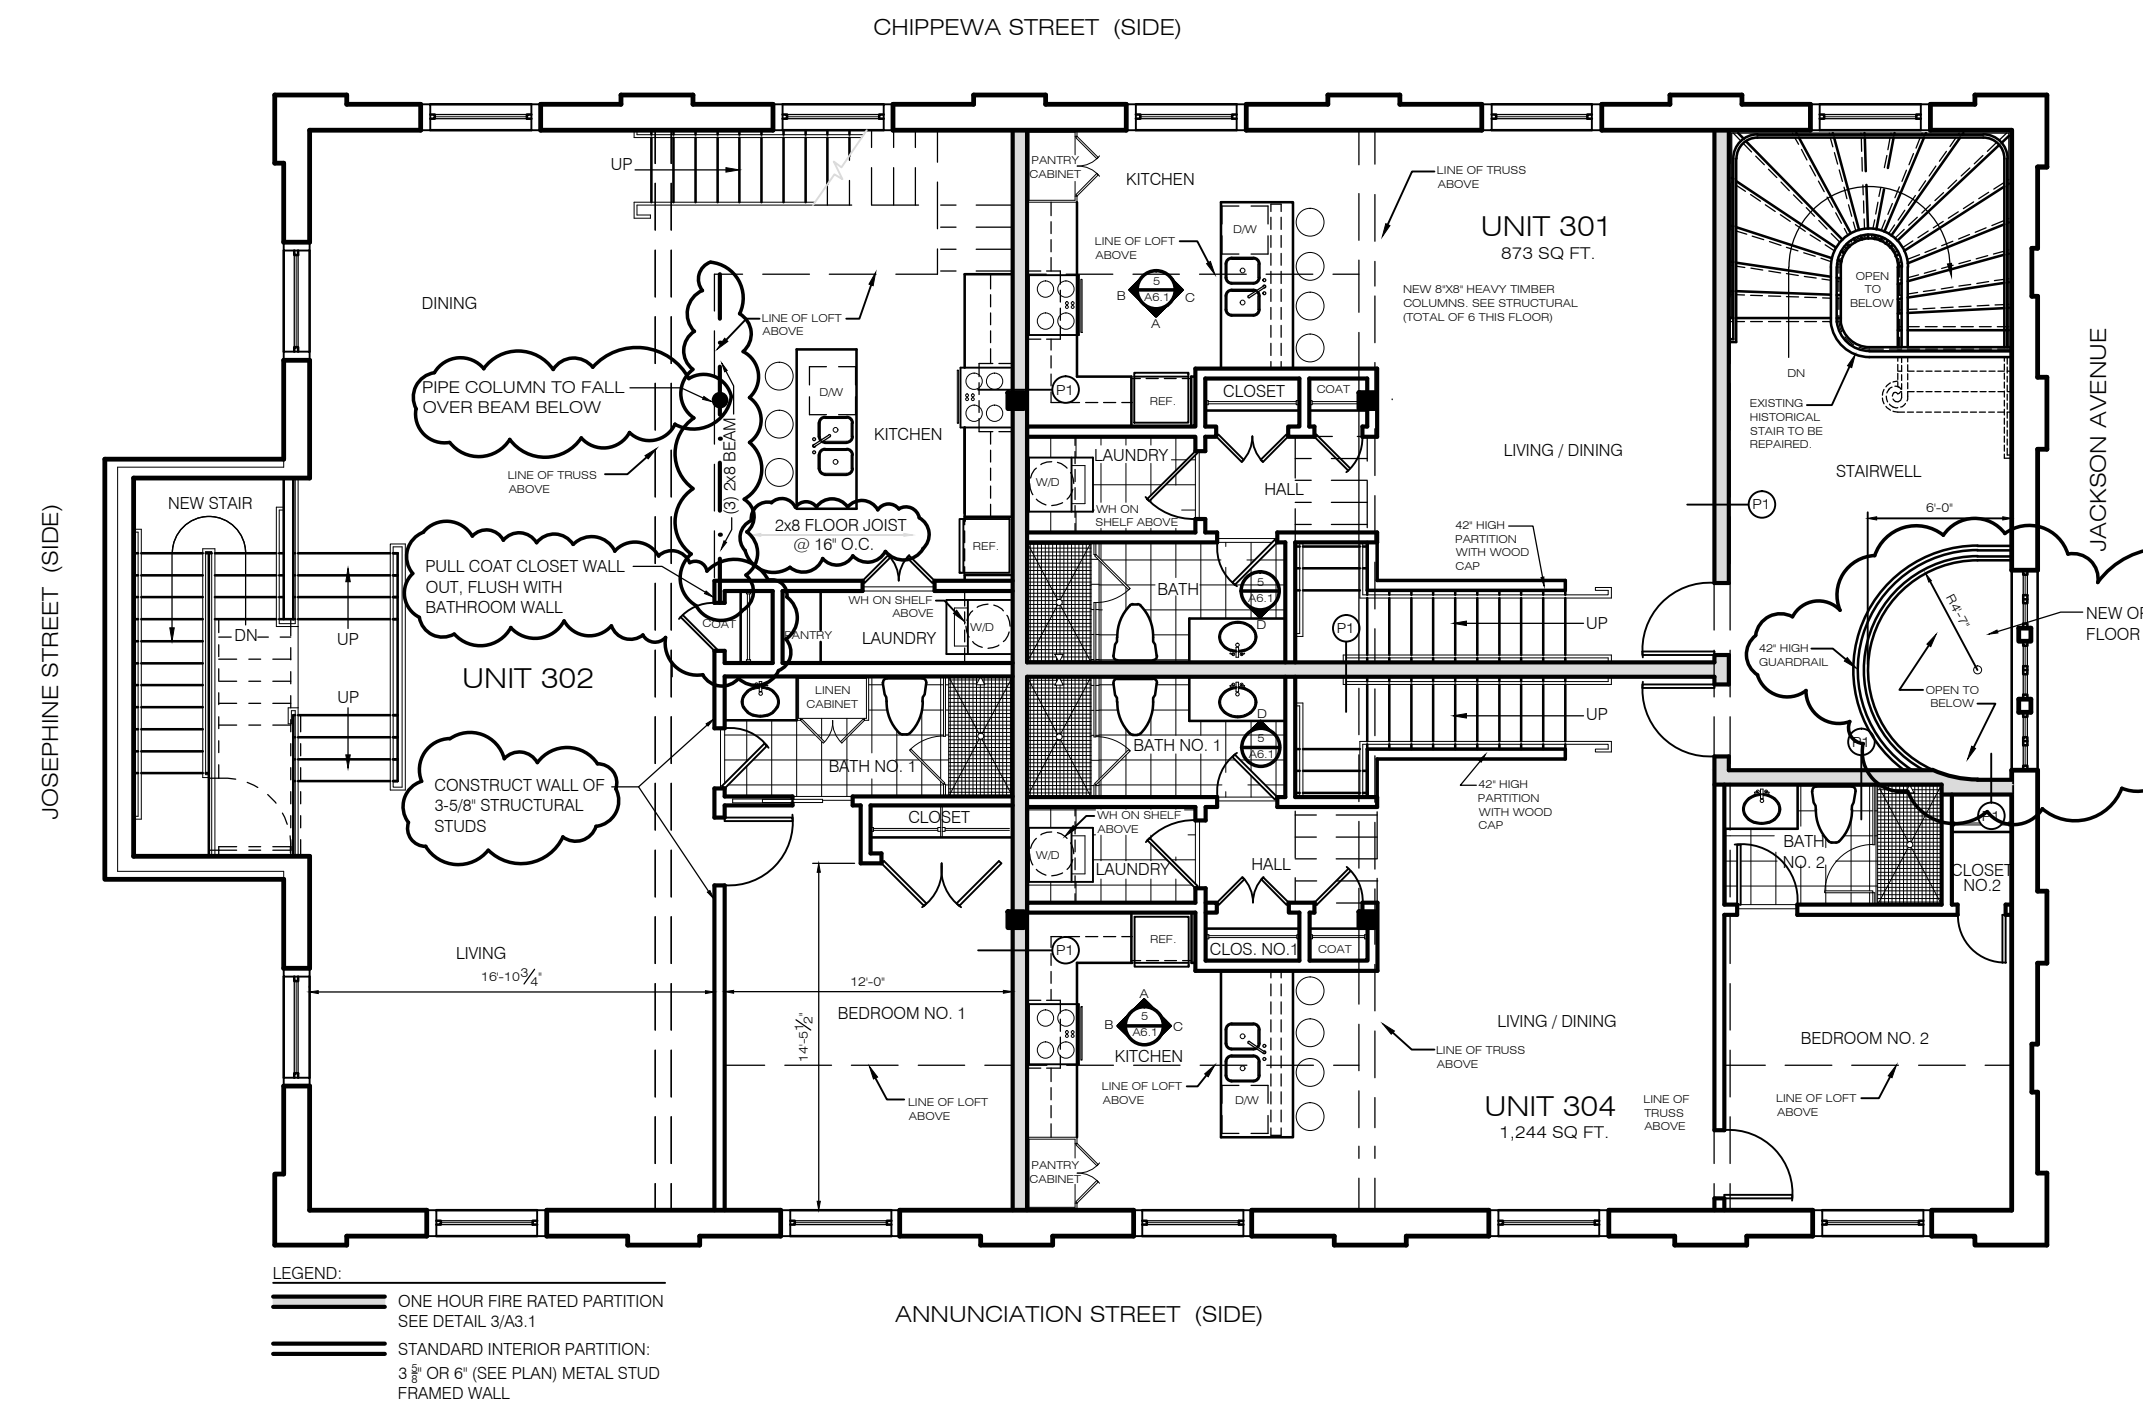 CHIPPEWA STREET (SIDE)
JOSEPHINE STREET (SIDE)
JACKSON AVENUE
ANNUNCIATION STREET (SIDE)
UP
DINING
LINE OF LOFT
ABOVE
PIPE COLUMN TO FALL
OVER BEAM BELOW
(3) 2x8 BEAM
D/W
KITCHEN
LINE OF TRUSS
ABOVE
2x8 FLOOR JOIST
@ 16" O.C.
REF.
PULL COAT CLOSET WALL
OUT, FLUSH WITH
BATHROOM WALL
COAT
PANTRY
WH ON SHELF
ABOVE
LAUNDRY
W/D
NEW STAIR
DN
UP
UP
UNIT 302
LINEN
CABINET
BATH NO. 1
CONSTRUCT WALL OF
3-5/8" STRUCTURAL
STUDS
CLOSET
LIVING
16'-10¾"
12'-0"
14'-5½"
BEDROOM NO. 1
LINE OF LOFT
ABOVE
PANTRY
CABINET
KITCHEN
D/W
LINE OF LOFT
ABOVE
5
A6.1
B
C
A
LINE OF TRUSS
ABOVE
UNIT 301
873 SQ FT.
NEW 8"X8" HEAVY TIMBER
COLUMNS. SEE STRUCTURAL
(TOTAL OF 6 THIS FLOOR)
P1
REF.
CLOSET
COAT
LAUNDRY
W/D
WH ON
SHELF ABOVE
HALL
LIVING / DINING
42" HIGH
PARTITION
WITH WOOD
CAP
BATH
5
A6.1
D
P1
UP
UP
BATH NO. 1
D
5
A6.1
42" HIGH
PARTITION
WITH WOOD
CAP
WH ON SHELF
ABOVE
W/D
LAUNDRY
HALL
P1
REF.
CLOS. NO.1
COAT
A
5
A6.1
B
C
KITCHEN
LINE OF LOFT
ABOVE
D/W
PANTRY
CABINET
LIVING / DINING
LINE OF TRUSS
ABOVE
UNIT 304
1,244 SQ FT.
LINE OF
TRUSS
ABOVE
OPEN
TO
BELOW
DN
EXISTING
HISTORICAL
STAIR TO BE
REPAIRED.
STAIRWELL
P1
6'-0"
R4'-7"
NEW
FLOOR
42" HIGH
GUARDRAIL
OPEN TO
BELOW
P1
P1
BATH
NO. 2
CLOSET
NO.2
BEDROOM NO. 2
LINE OF LOFT
ABOVE
LEGEND:
ONE HOUR FIRE RATED PARTITION
SEE DETAIL 3/A3.1
STANDARD INTERIOR PARTITION:
3 5/8" OR 6" (SEE PLAN) METAL STUD
FRAMED WALL